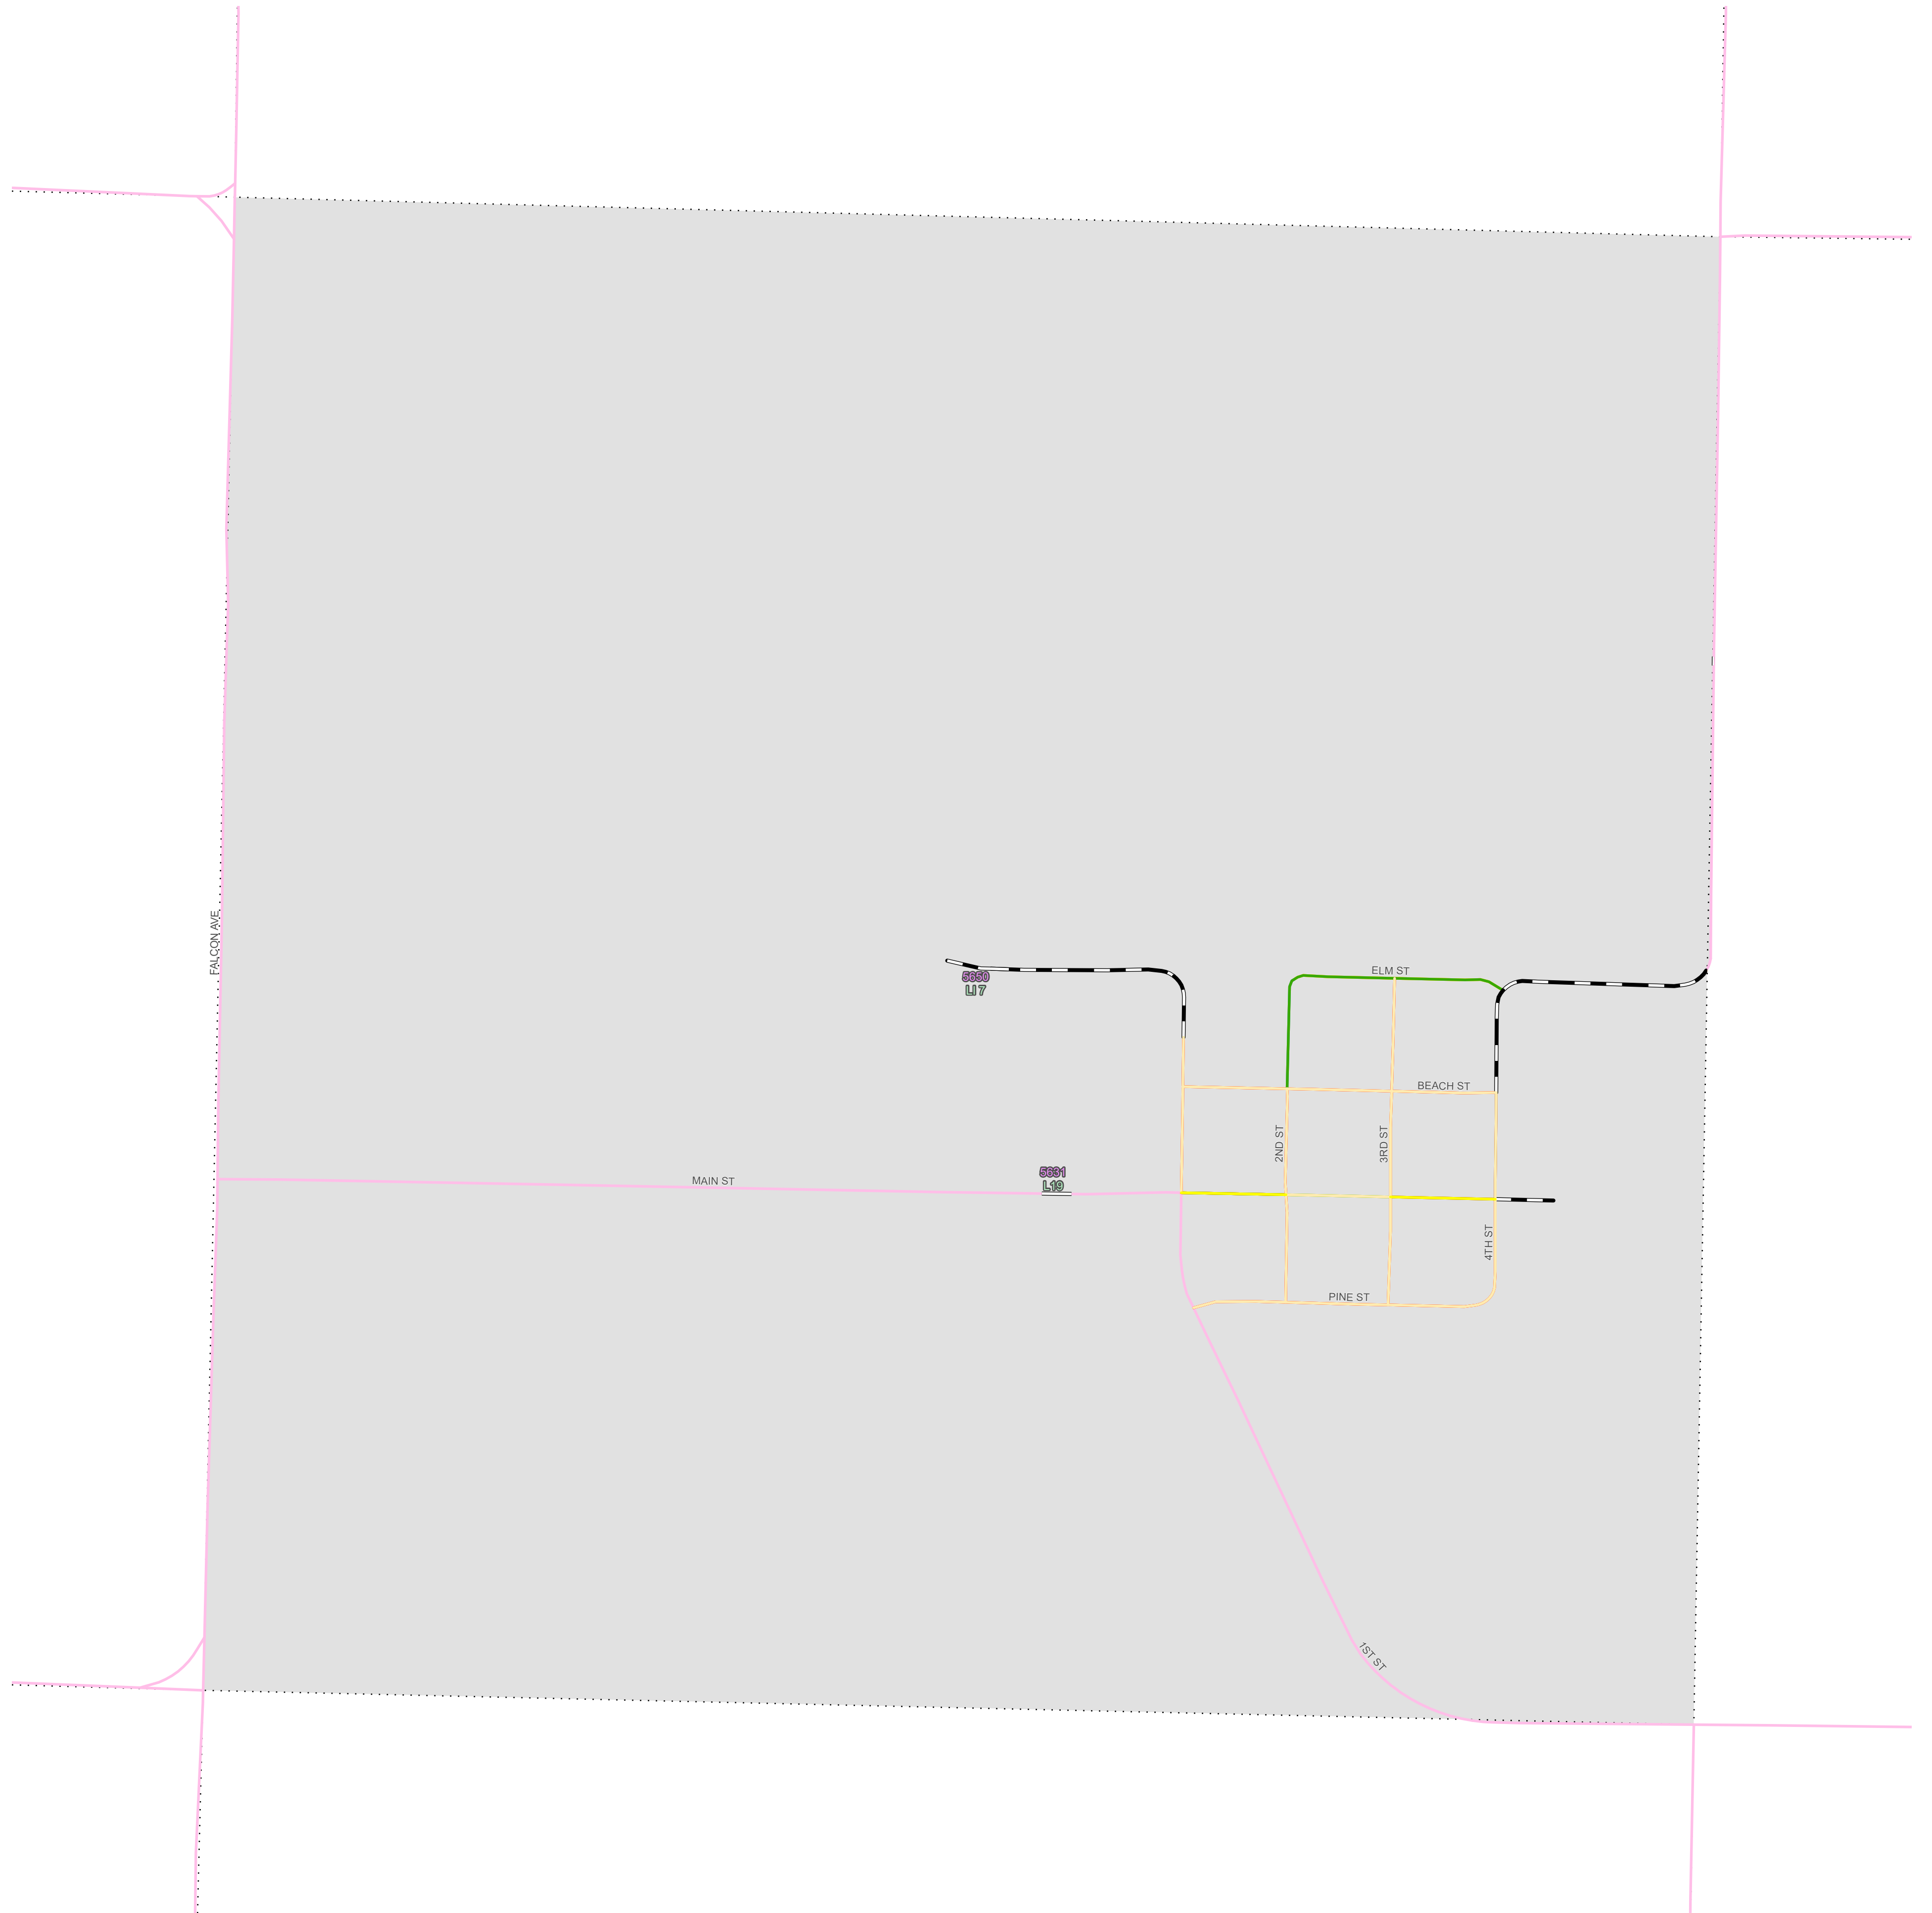 FALCON AVE
5650
LI 7
ELM ST
BEACH ST
2ND ST
3RD ST
5631
L19
MAIN ST
4TH ST
PINE ST
1ST ST